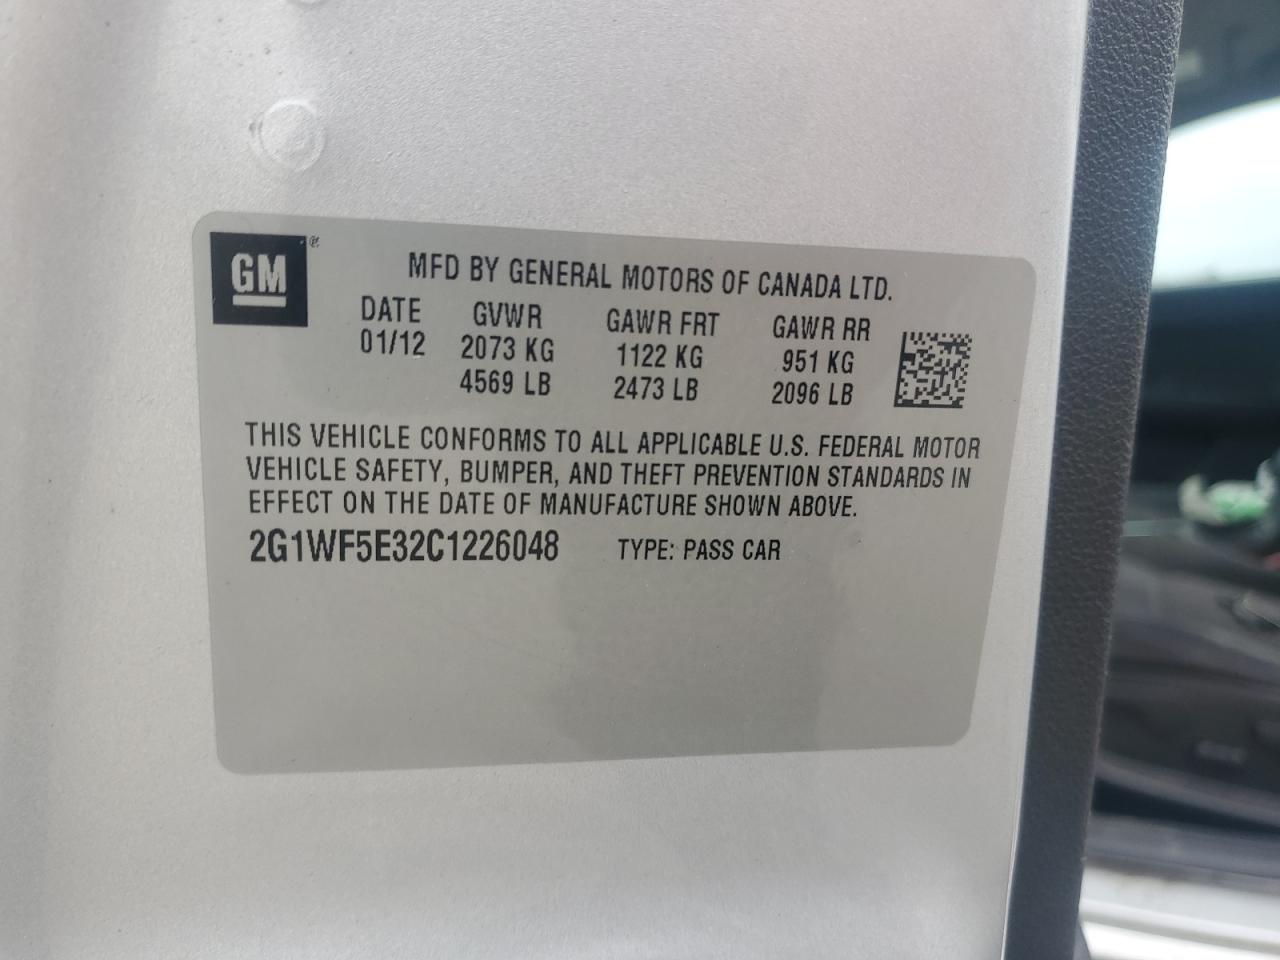 GM®
MFD BY GENERAL MOTORS OF CANADA LTD.
DATE GVWR GAWR FRT GAWR RR
01/12 2073 KG 1122 KG 951 KG
4569 LB 2473 LB 2096 LB
THIS VEHICLE CONFORMS TO ALL APPLICABLE U.S. FEDERAL MOTOR
VEHICLE SAFETY, BUMPER, AND THEFT PREVENTION STANDARDS IN
EFFECT ON THE DATE OF MANUFACTURE SHOWN ABOVE.
2G1WF5E32C1226048 TYPE: PASS CAR